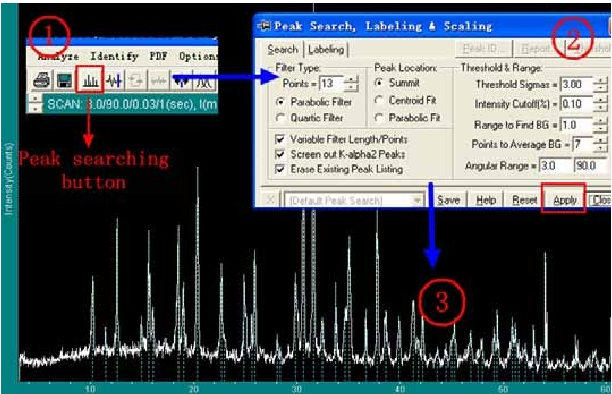 1
Analyze Identify PDF Options
SCAN: 3.0/90.0/0.03/1(sec), I(m
Peak searching
button
Peak Search, Labeling & Scaling
2
Search Labeling
Peak ID... Report...
Filter Type:
Points = 13
Parabolic Filter
Quartic Filter
Peak Location:
Summit
Centroid Fit
Parabolic Fit
Threshold & Range:
Threshold Sigmas = 3.00
Intensity Cutoff(%) = 0.10
Range to Find BG = 1.0
Points to Average BG = 7
Angular Range = 3.0 90.0
Variable Filter Length/Points
Screen out K-alpha2 Peaks
Erase Existing Peak Listing
(Default Peak Search)
Save Help Reset Apply Clos
3
Intensity(Counts)
10 20 30 40 50 60